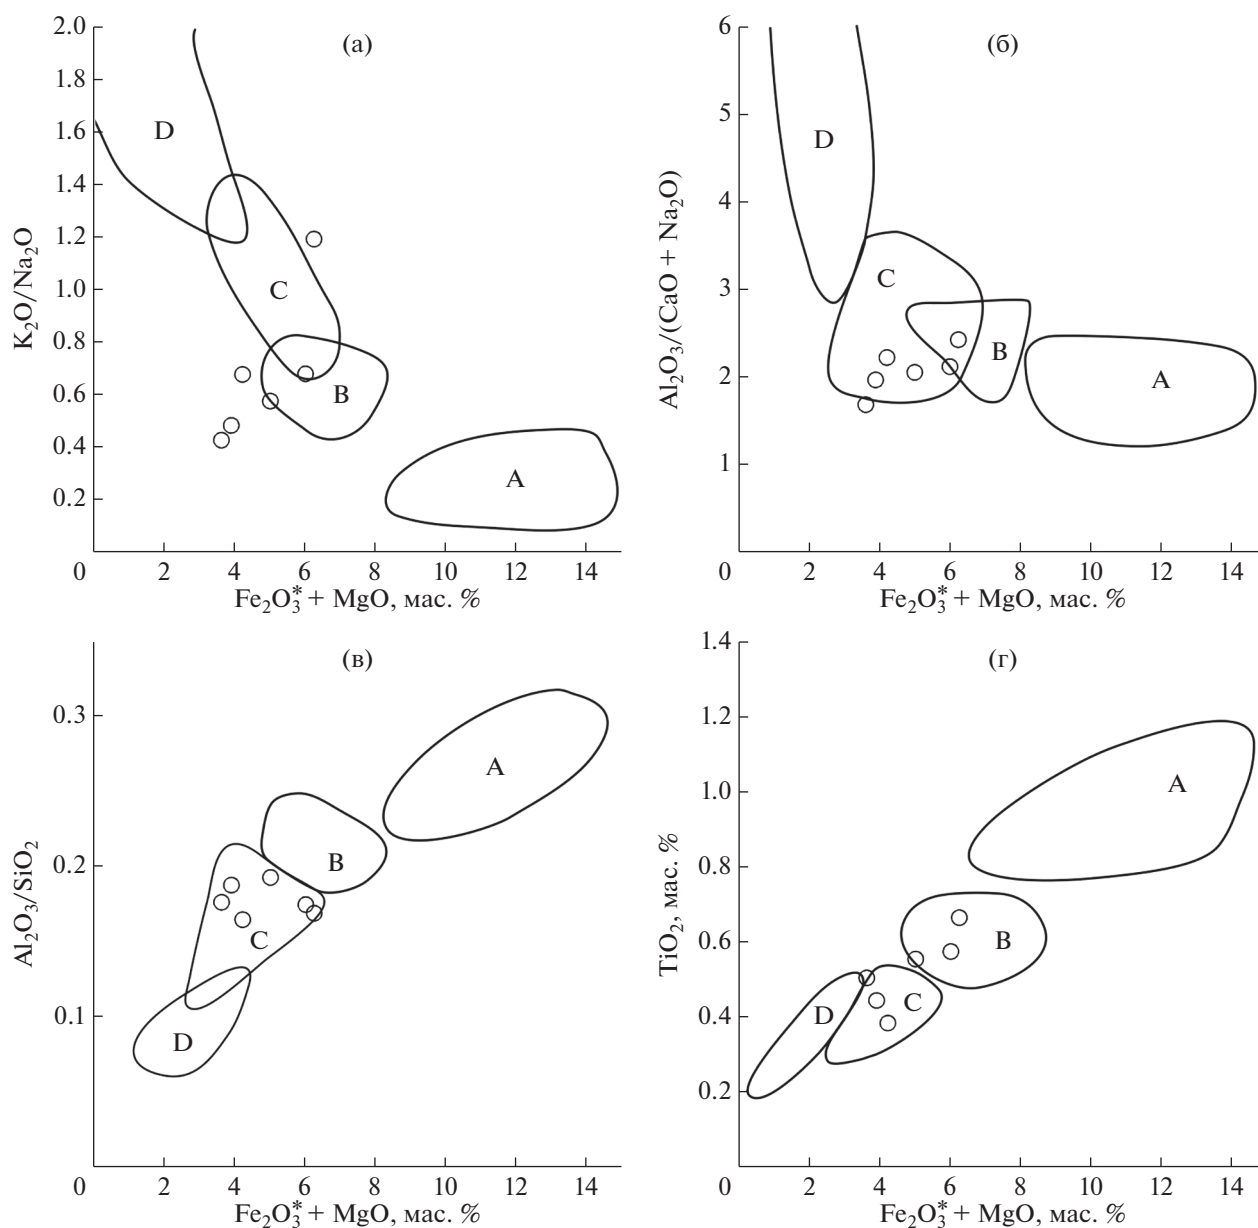 (а)
K₂O/Na₂O
2.0
1.8
1.6
1.4
1.2
1.0
0.8
0.6
0.4
0.2
D
C
B
A
0 2 4 6 8 10 12 14
Fe₂O₃* + MgO, мас. %
(б)
Al₂O₃/(CaO + Na₂O)
6
5
4
3
2
1
D
C
B
A
0 2 4 6 8 10 12 14
Fe₂O₃* + MgO, мас. %
(в)
Al₂O₃/SiO₂
0.3
0.2
0.1
A
B
C
D
0 2 4 6 8 10 12 14
Fe₂O₃* + MgO, мас. %
(г)
TiO₂, мас. %
1.4
1.2
1.0
0.8
0.6
0.4
0.2
A
B
C
D
0 2 4 6 8 10 12 14
Fe₂O₃* + MgO, мас. %